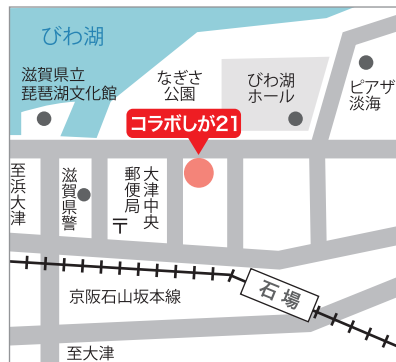 びわ湖
滋賀県立
琵琶湖文化館
なぎさ
公園
びわ湖
ホール
ピアザ
淡海
コラボしが21
至浜大津
滋賀県警
大津中央
郵便局
〒
京阪石山坂本線
石場
至大津